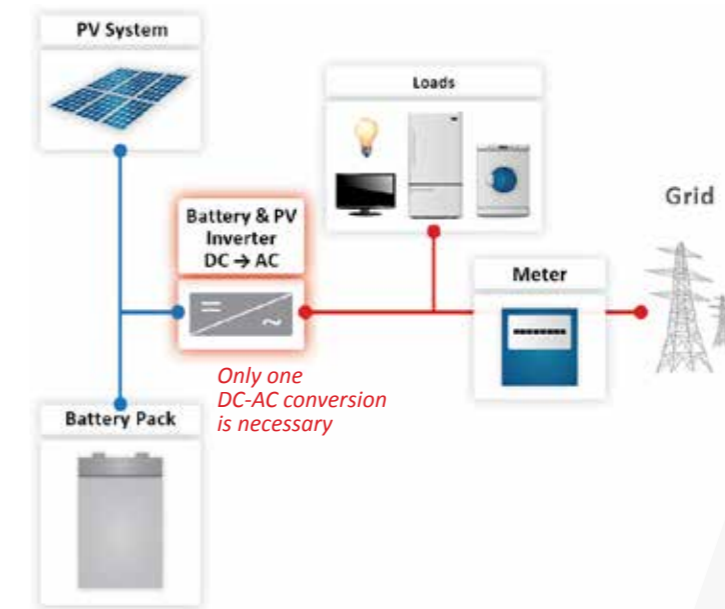 PV System
Loads
Battery & PV
Inverter
DC → AC
Grid
Meter
Only one
DC-AC conversion
is necessary
Battery Pack